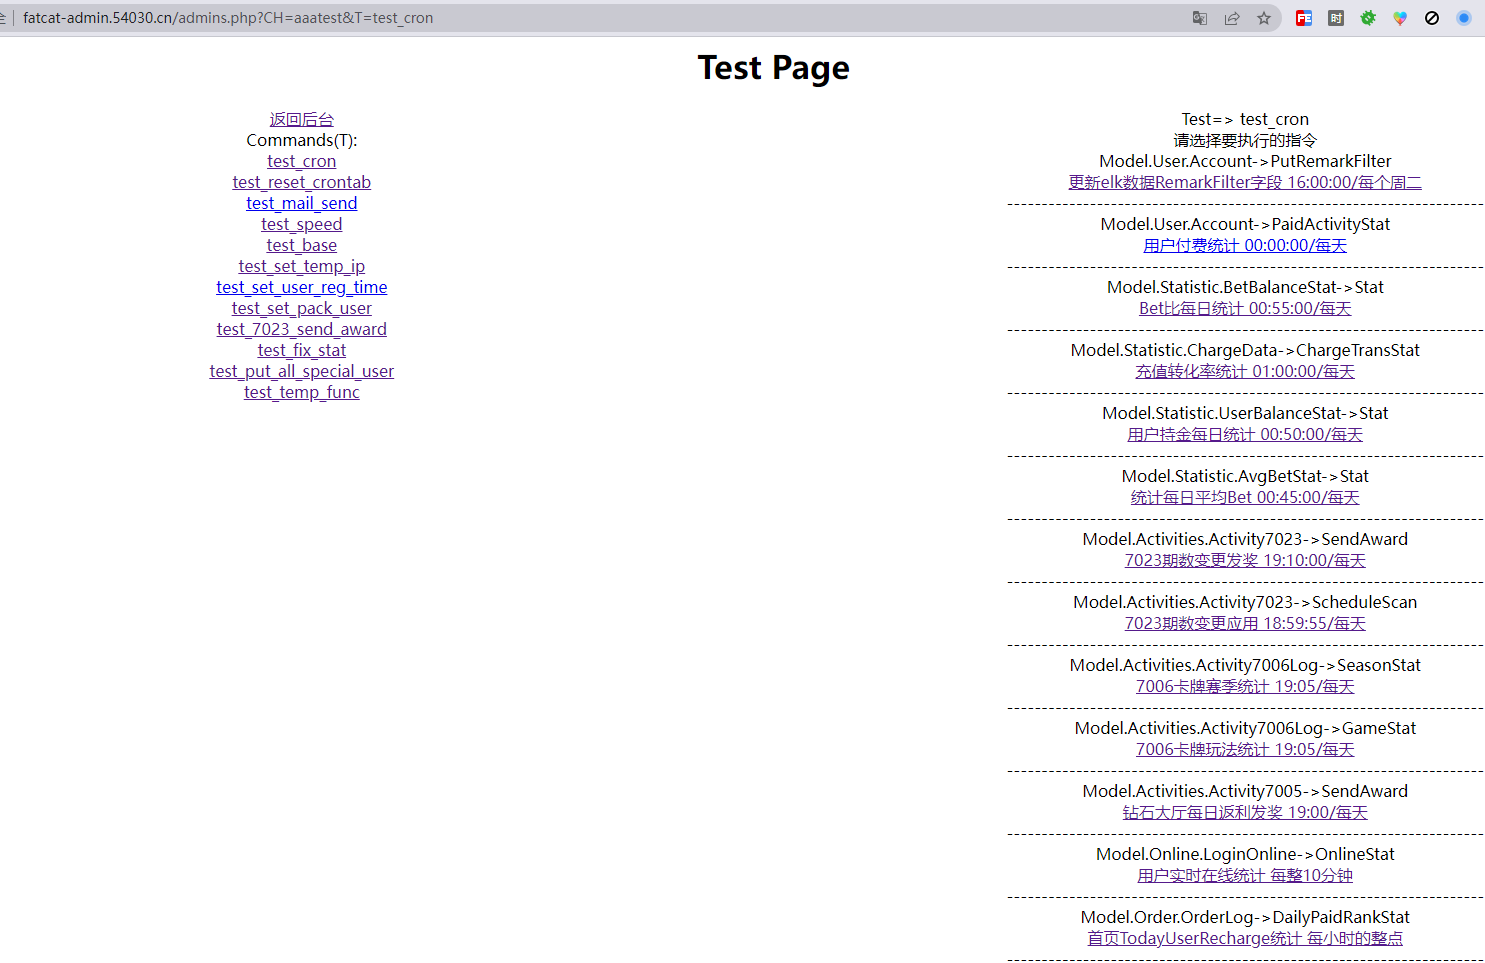 fatcat-admin.54030.cn/admins.php?CH=aaatest&T=test_cron
Test Page
返回后台
Commands(T):
test_cron
test_reset_crontab
test_mail_send
test_speed
test_base
test_set_temp_ip
test_set_user_reg_time
test_set_pack_user
test_7023_send_award
test_fix_stat
test_put_all_special_user
test_temp_func
Test=> test_cron
请选择要执行的指令
Model.User.Account->PutRemarkFilter
更新elk数据RemarkFilter字段 16:00:00/每个周二
Model.User.Account->PaidActivityStat
用户付费统计 00:00:00/每天
Model.Statistic.BetBalanceStat->Stat
Bet比每日统计 00:55:00/每天
Model.Statistic.ChargeData->ChargeTransStat
充值转化率统计 01:00:00/每天
Model.Statistic.UserBalanceStat->Stat
用户持金每日统计 00:50:00/每天
Model.Statistic.AvgBetStat->Stat
统计每日平均Bet 00:45:00/每天
Model.Activities.Activity7023->SendAward
7023期数变更发奖 19:10:00/每天
Model.Activities.Activity7023->ScheduleScan
7023期数变更应用 18:59:55/每天
Model.Activities.Activity7006Log->SeasonStat
7006卡牌赛季统计 19:05/每天
Model.Activities.Activity7006Log->GameStat
7006卡牌玩法统计 19:05/每天
Model.Activities.Activity7005->SendAward
钻石大厅每日返利发奖 19:00/每天
Model.Online.LoginOnline->OnlineStat
用户实时在线统计 每整10分钟
Model.Order.OrderLog->DailyPaidRankStat
首页TodayUserRecharge统计 每小时的整点